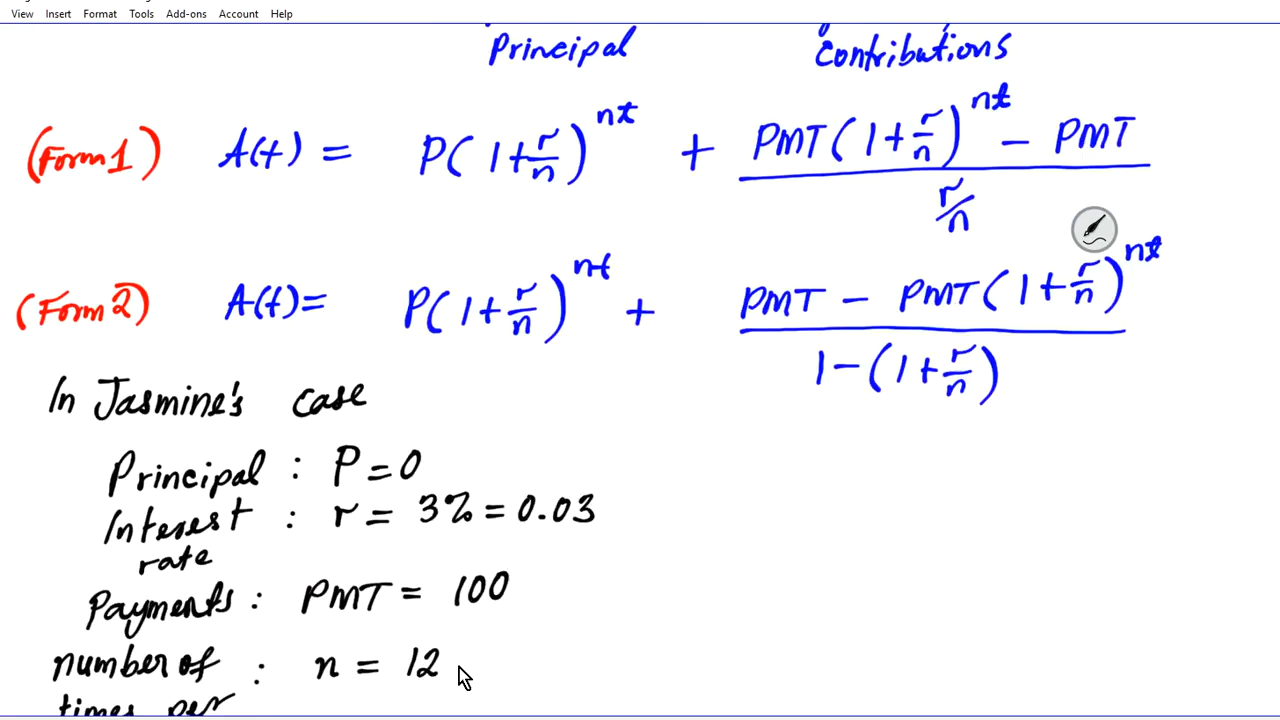 View Insert Format Tools Add-ons Account Help
Principal Contributions
(Form 1) A(t) = P(1+r/n)^nt + (PMT(1+r/n)^nt - PMT) / (r/n)
(Form 2) A(t)= P(1+r/n)^nt + (PMT - PMT(1+r/n)^nt) / (1-(1+r/n))
In Jasmine's case
Principal : P=0
Interest rate : r = 3% = 0.03
Payments : PMT = 100
number of : n = 12
times per